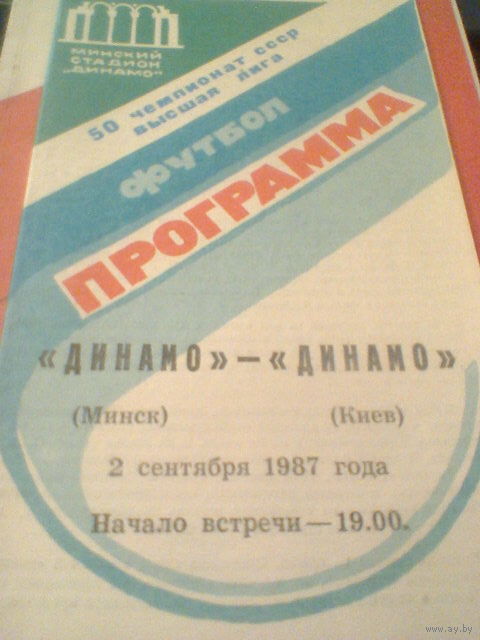 МИНСКИЙ
СТАДИОН
„ДИНАМО"
50 чемпионат ссср
высшая лига
футбол
ПРОГРАММА
«ДИНАМО» — «ДИНАМО»
(Минск) (Киев)
2 сентября 1987 года
Начало встречи — 19.00.
www.ay.by